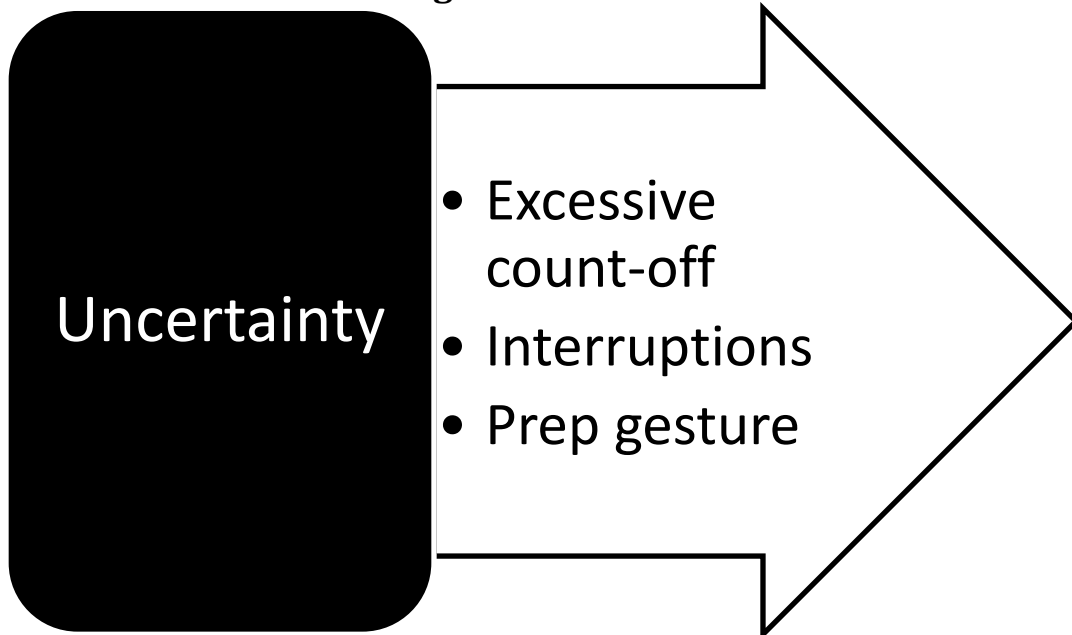 Uncertainty
• Excessive
count-off
• Interruptions
• Prep gesture